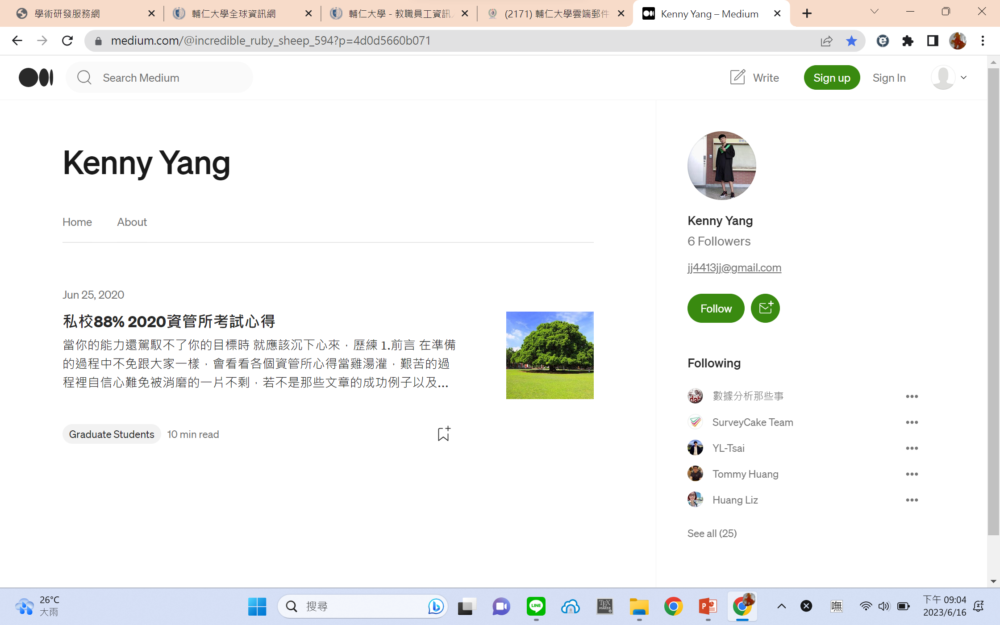 學術研發服務網
輔仁大學全球資訊網
輔仁大學 - 教職員工資訊
(2171) 輔仁大學雲端郵件
Kenny Yang – Medium
medium.com/@incredible_ruby_sheep_594?p=4d0d5660b071
Search Medium
Write
Sign up
Sign In
Kenny Yang
Home
About
Jun 25, 2020
私校88% 2020資管所考試心得
當你的能力還駕馭不了你的目標時 就應該沉下心來，歷練 1.前言 在準備
的過程中不免跟大家一樣，會看看各個資管所心得當雞湯灌，艱苦的過
程裡自信心難免被消磨的一片不剩，若不是那些文章的成功例子以及...
Graduate Students
10 min read
Kenny Yang
6 Followers
jj4413jj@gmail.com
Follow
Following
數據分析那些事
SurveyCake Team
YL-Tsai
Tommy Huang
Huang Liz
See all (25)
26°C
大雨
搜尋
LINE
TEX
MAKER
嘸
下午 09:04
2023/6/16